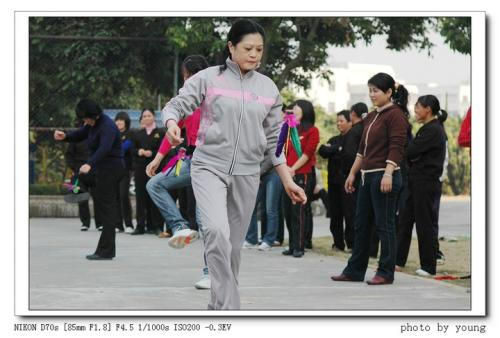 NIKON D70s [85mm F1.8] F4.5 1/1000s ISO200 -0.3EV
photo by young